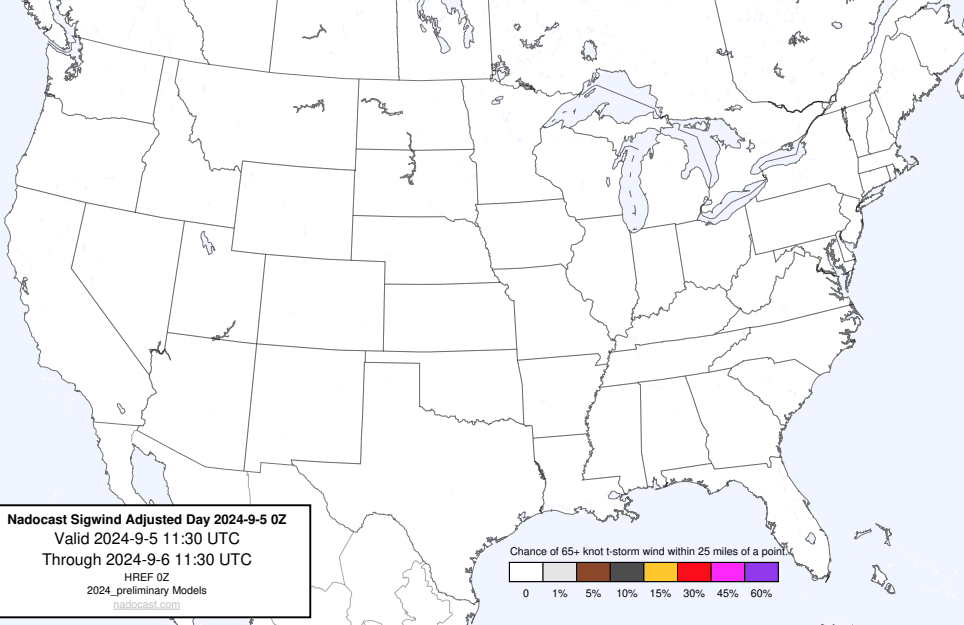 Nadocast Sigwind Adjusted Day 2024-9-5 0Z
Valid 2024-9-5 11:30 UTC
Through 2024-9-6 11:30 UTC
HREF 0Z
2024_preliminary Models
nadocast.com
Chance of 65+ knot t-storm wind within 25 miles of a point.
0 1% 5% 10% 15% 30% 45% 60%